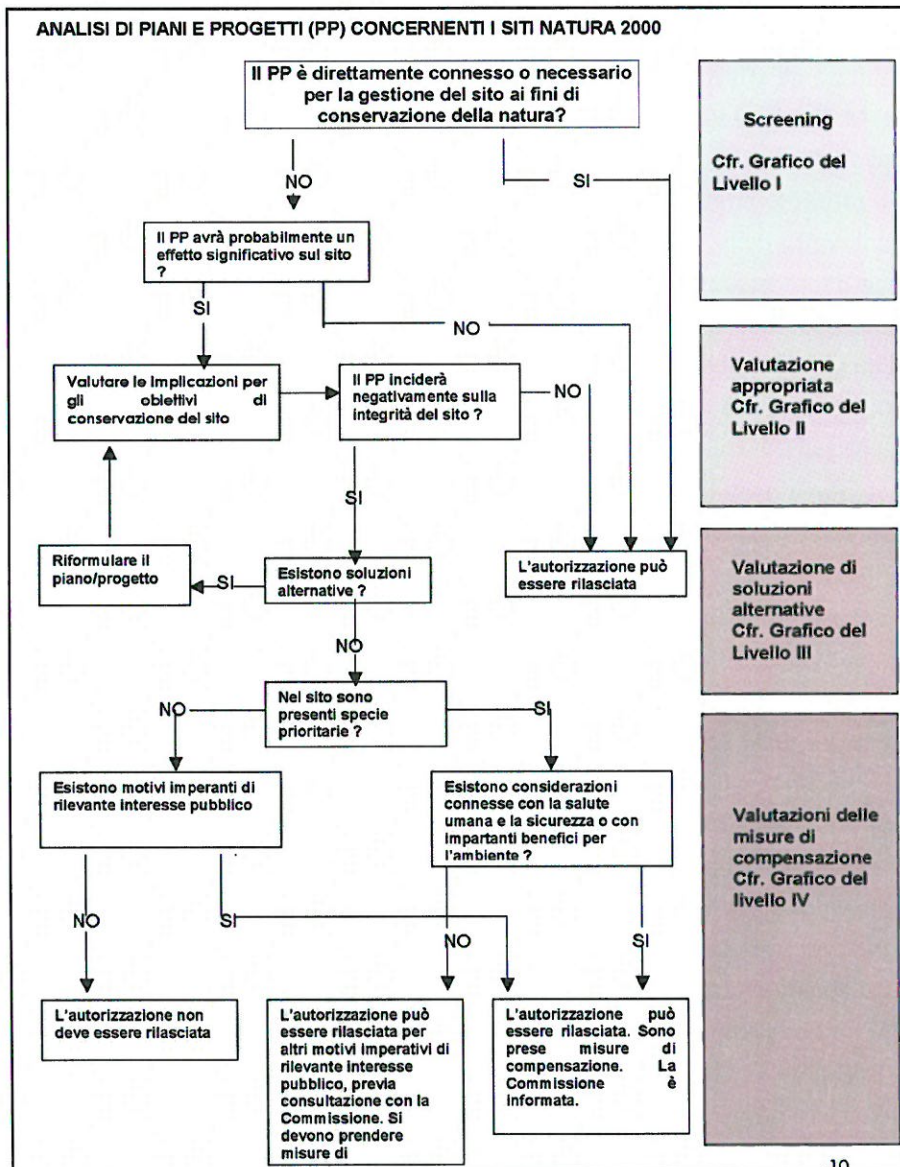 ANALISI DI PIANI E PROGETTI (PP) CONCERNENTI I SITI NATURA 2000
Il PP è direttamente connesso o necessario
per la gestione del sito ai fini di
conservazione della natura?
Screening
Cfr. Grafico del
Livello I
NO
SI
Il PP avrà probabilmente un
effetto significativo sul sito
?
SI
NO
Valutare le implicazioni per
gli obiettivi di
conservazione del sito
Il PP inciderà
negativamente sulla
integrità del sito ?
NO
Valutazione
appropriata
Cfr. Grafico del
Livello II
SI
Riformulare il
piano/progetto
SI
Esistono soluzioni
alternative ?
L'autorizzazione può
essere rilasciata
Valutazione di
soluzioni
alternative
Cfr. Grafico del
Livello III
NO
NO
Nel sito sono
presenti specie
prioritarie ?
SI
Esistono motivi imperanti di
rilevante interesse pubblico
Esistono considerazioni
connesse con la salute
umana e la sicurezza o con
impartanti benefici per
l'ambiente ?
Valutazioni delle
misure di
compensazione
Cfr. Grafico del
livello IV
NO
SI
NO
SI
L'autorizzazione non
deve essere rilasciata
L'autorizzazione può
essere rilasciata per
altri motivi imperativi di
rilevante interesse
pubblico, previa
consultazione con la
Commissione. Si
devono prendere
misure di
L'autorizzazione può
essere rilasciata. Sono
prese misure di
compensazione. La
Commissione è
informata.
10